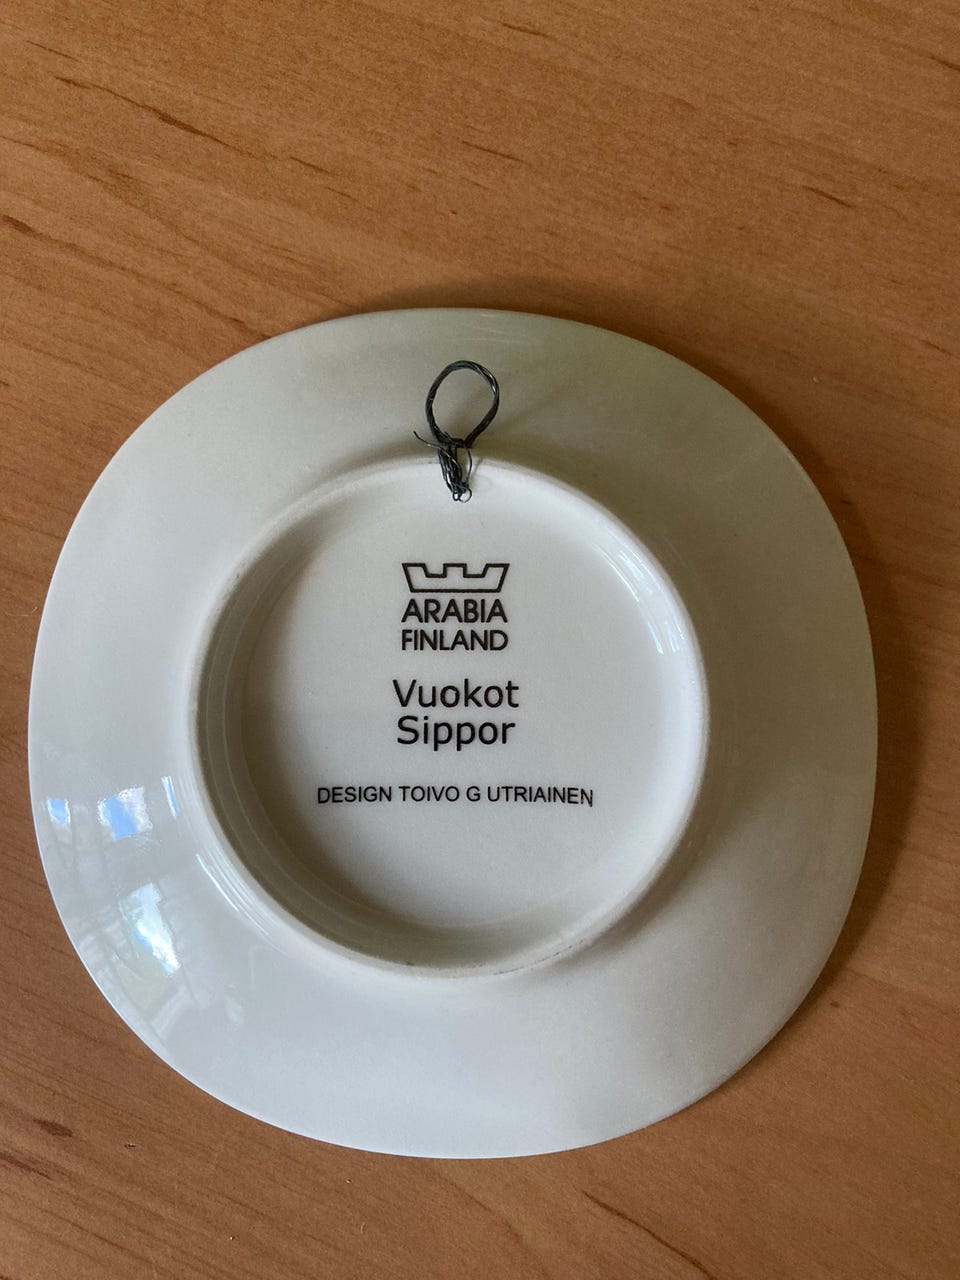 ARABIA
FINLAND
Vuokot
Sippor
DESIGN TOIVO G UTRIAINEN